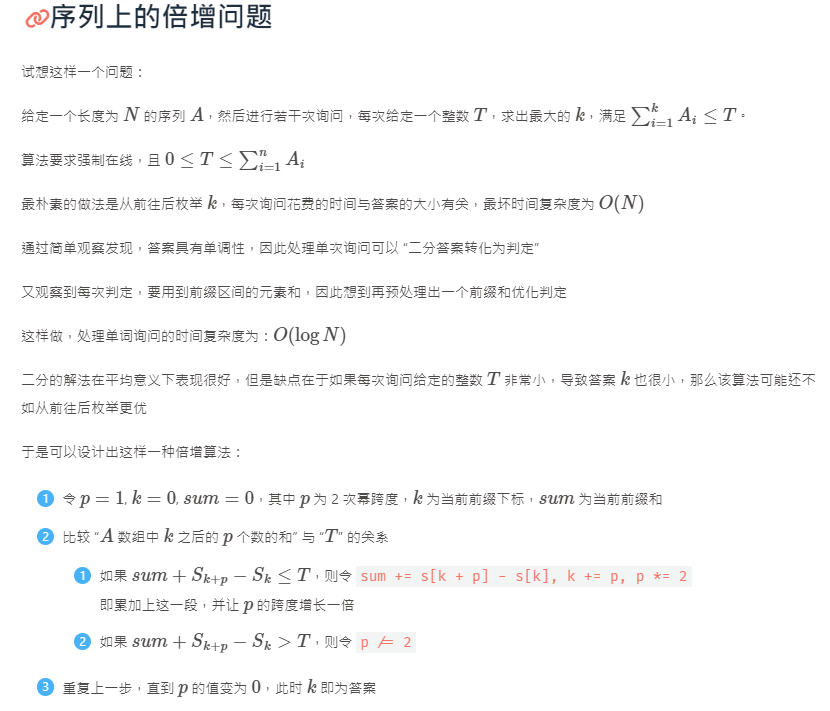 序列上的倍增问题
试想这样一个问题：
给定一个长度为 N 的序列 A，然后进行若干次询问，每次给定一个整数 T，求出最大的 k，满足 ∑_{i=1}^{k} A_i ≤ T。
算法要求强制在线，且 0 ≤ T ≤ ∑_{i=1}^{n} A_i
最朴素的做法是从前往后枚举 k，每次询问花费的时间与答案的大小有关，最坏时间复杂度为 O(N)
通过简单观察发现，答案具有单调性，因此处理单次询问可以 “二分答案转化为判定”
又观察到每次判定，要用到前缀区间的元素和，因此想到再预处理出一个前缀和优化判定
这样做，处理单词询问的时间复杂度为：O(log N)
二分的解法在平均意义下表现很好，但是缺点在于如果每次询问给定的整数 T 非常小，导致答案 k 也很小，那么该算法可能还不
如从前往后枚举更优
于是可以设计出这样一种倍增算法：
1 令 p = 1, k = 0, sum = 0，其中 p 为 2 次幂跨度，k 为当前前缀下标，sum 为当前前缀和
2 比较 “A 数组中 k 之后的 p 个数的和” 与 “T” 的关系
1 如果 sum + S_{k+p} − S_k ≤ T，则令 sum += s[k + p] - s[k], k += p, p *= 2
即累加上这一段，并让 p 的跨度增长一倍
2 如果 sum + S_{k+p} − S_k > T，则令 p /= 2
3 重复上一步，直到 p 的值变为 0，此时 k 即为答案